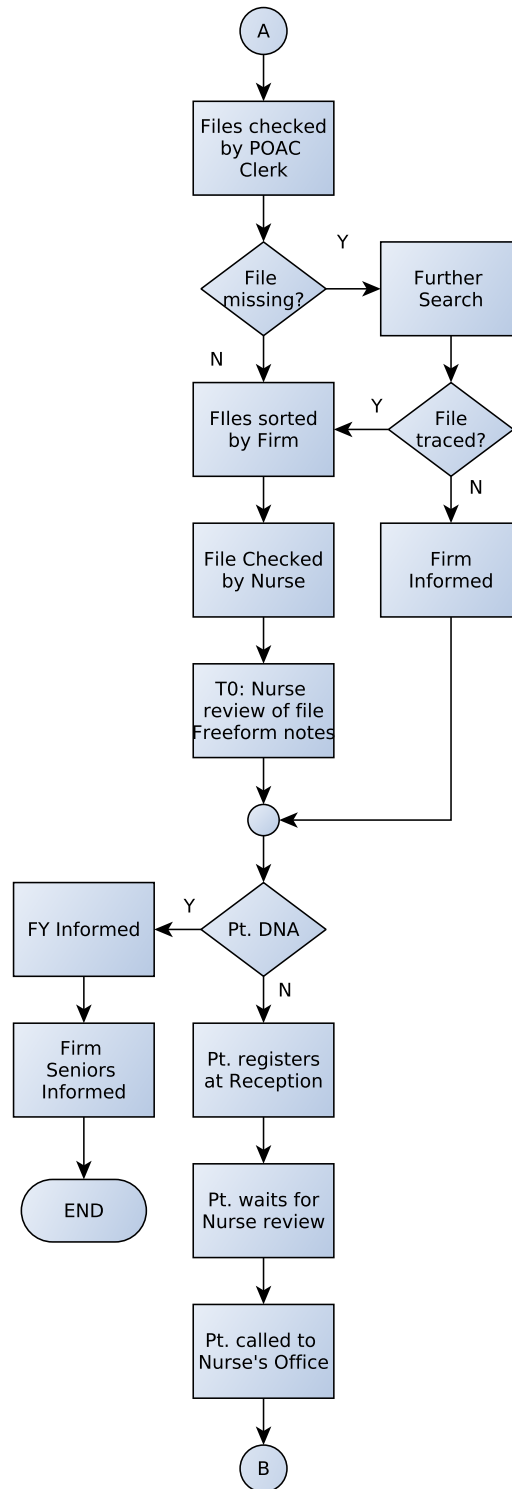 A
Files checked
by POAC
Clerk
Y
File
missing?
Further
Search
N
FIles sorted
by Firm
Y
File
traced?
N
File Checked
by Nurse
Firm
Informed
T0: Nurse
review of file
Freeform notes
Y
FY Informed
Pt. DNA
N
Firm
Seniors
Informed
Pt. registers
at Reception
END
Pt. waits for
Nurse review
Pt. called to
Nurse's Office
B